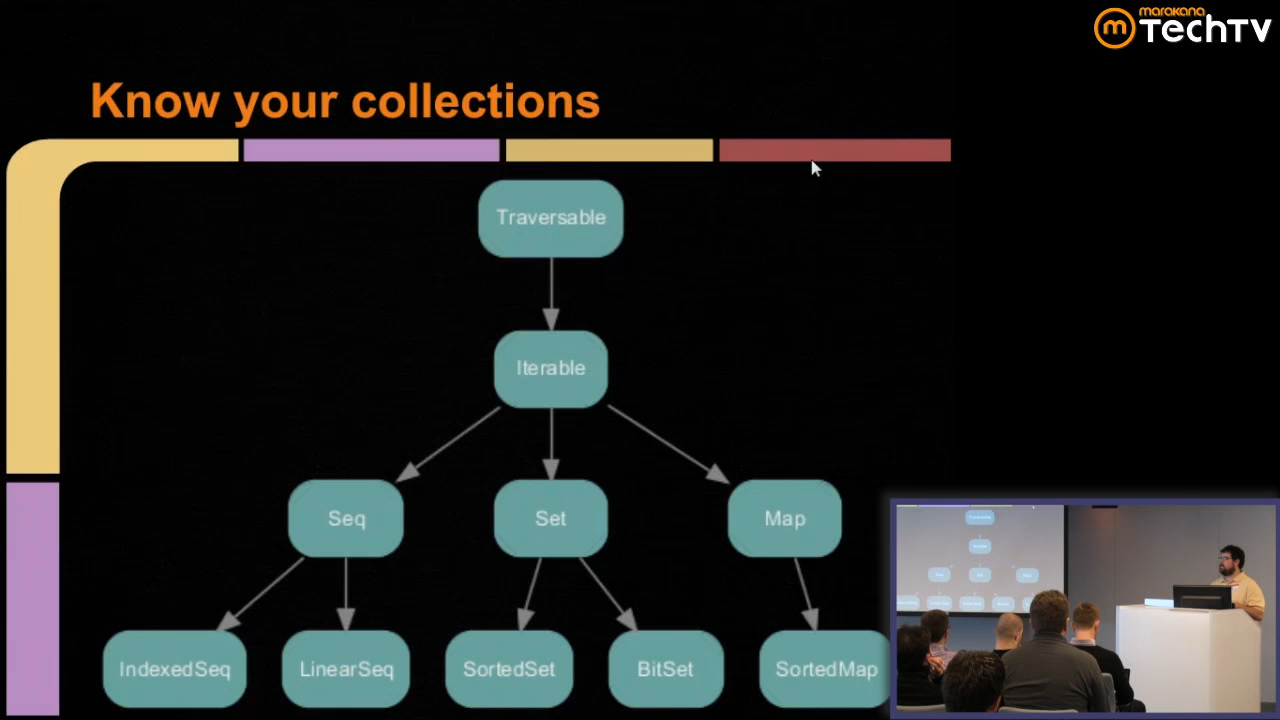 marakana
TechTV
Know your collections
Traversable
Iterable
Seq
Set
Map
IndexedSeq
LinearSeq
SortedSet
BitSet
SortedMap